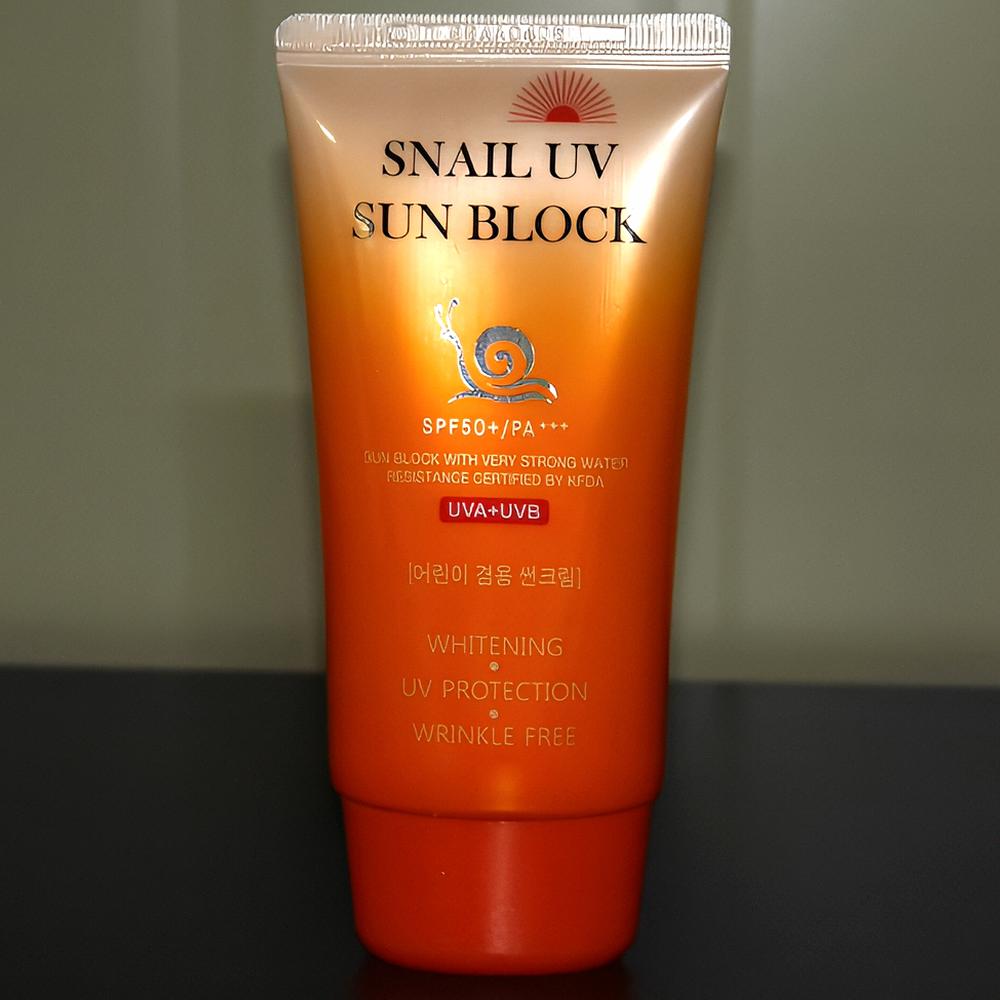 SNAIL UV
SUN BLOCK
SPF50+/PA+++
SUN BLOCK WITH VERY STRONG WATER
RESISTANCE CERTIFIED BY KFDA
UVA+UVB
[어린이 겸용 썬크림]
WHITENING
UV PROTECTION
WRINKLE FREE